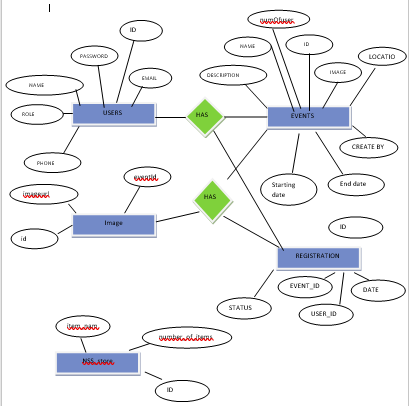 numOfuser
ID
NAME
ID
LOCATIO
PASSWORD
DESCRIPTION
IMAGE
EMAIL
NAME
ROLE
USERS
HAS
EVENTS
CREATE BY
PHONE
eventId
Starting
date
End date
imageurl
HAS
Image
ID
id
REGISTRATION
EVENT_ID
DATE
STATUS
USER_ID
item_nam
number_of_items
NSS_store
ID